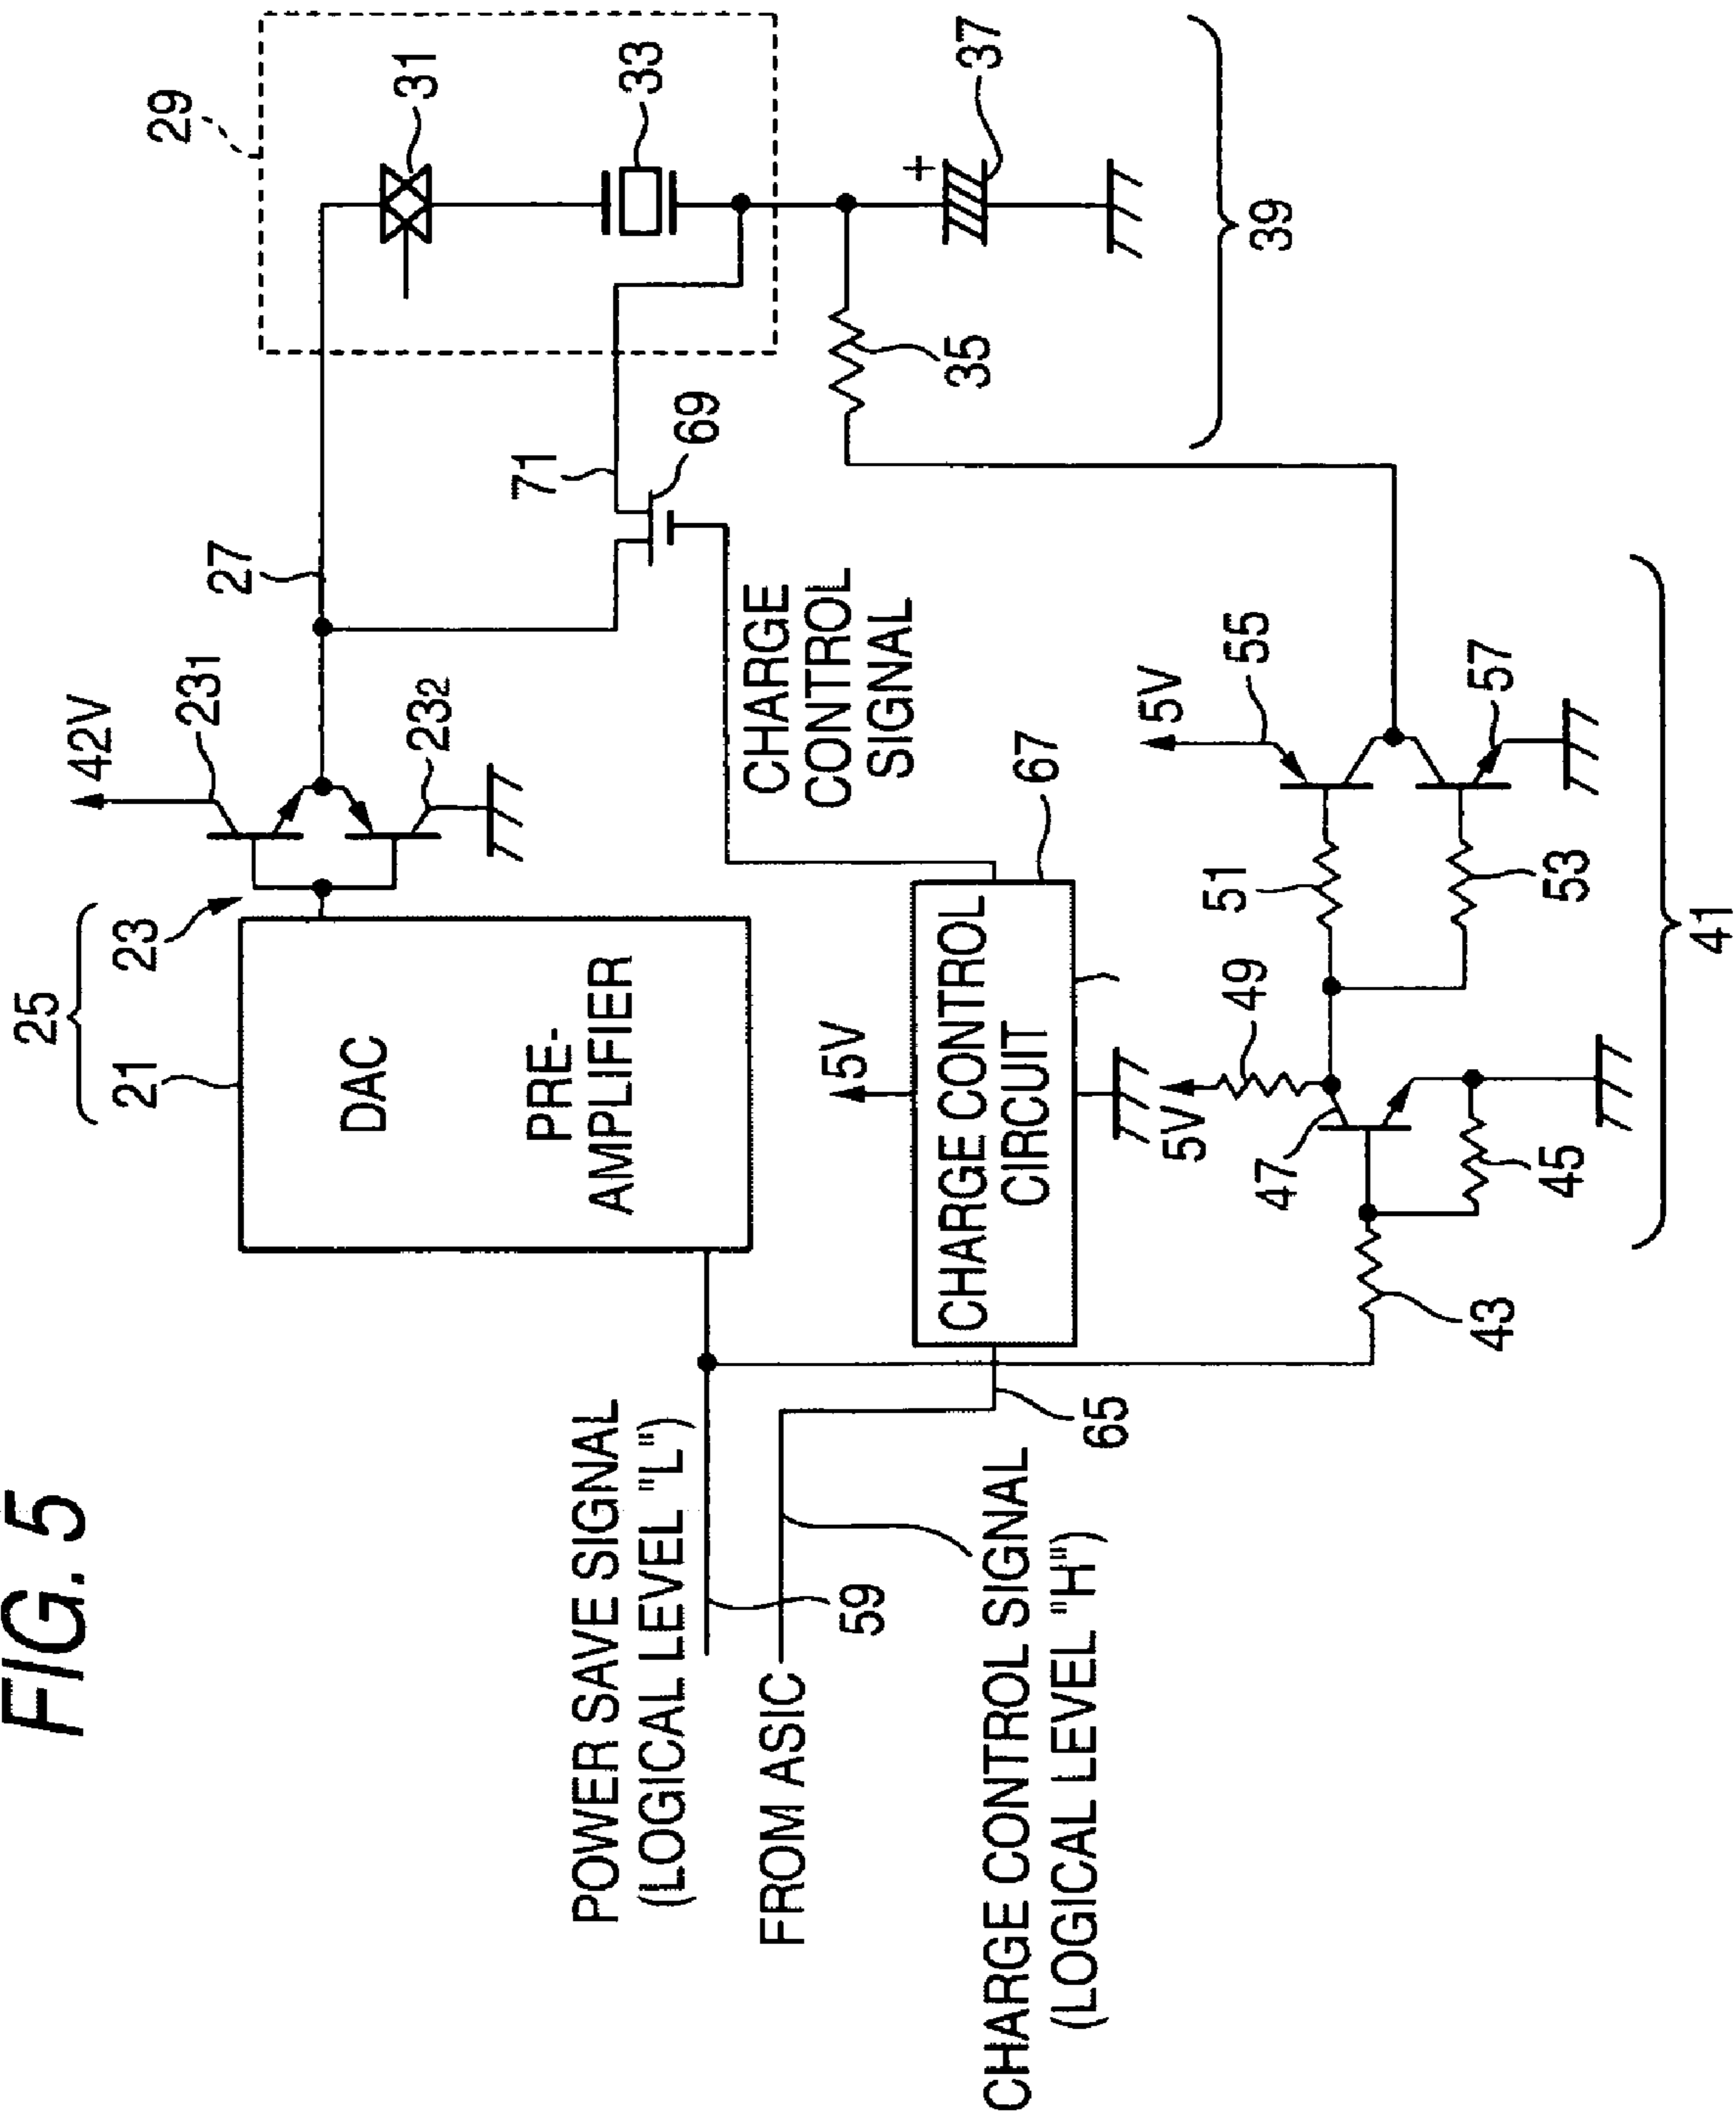 FIG. 5
25
21
23
42V
231
232
27
29
31
33
37
39
35
69
71
DAC
PRE-
AMPLIFIER
CHARGE
CONTROL
SIGNAL
POWER SAVE SIGNAL
(LOGICAL LEVEL "L")
59
FROM ASIC
CHARGE CONTROL SIGNAL
(LOGICAL LEVEL "H")
65
5V
CHARGE CONTROL
CIRCUIT
67
5V
47
49
43
45
51
53
5V
55
57
41
+